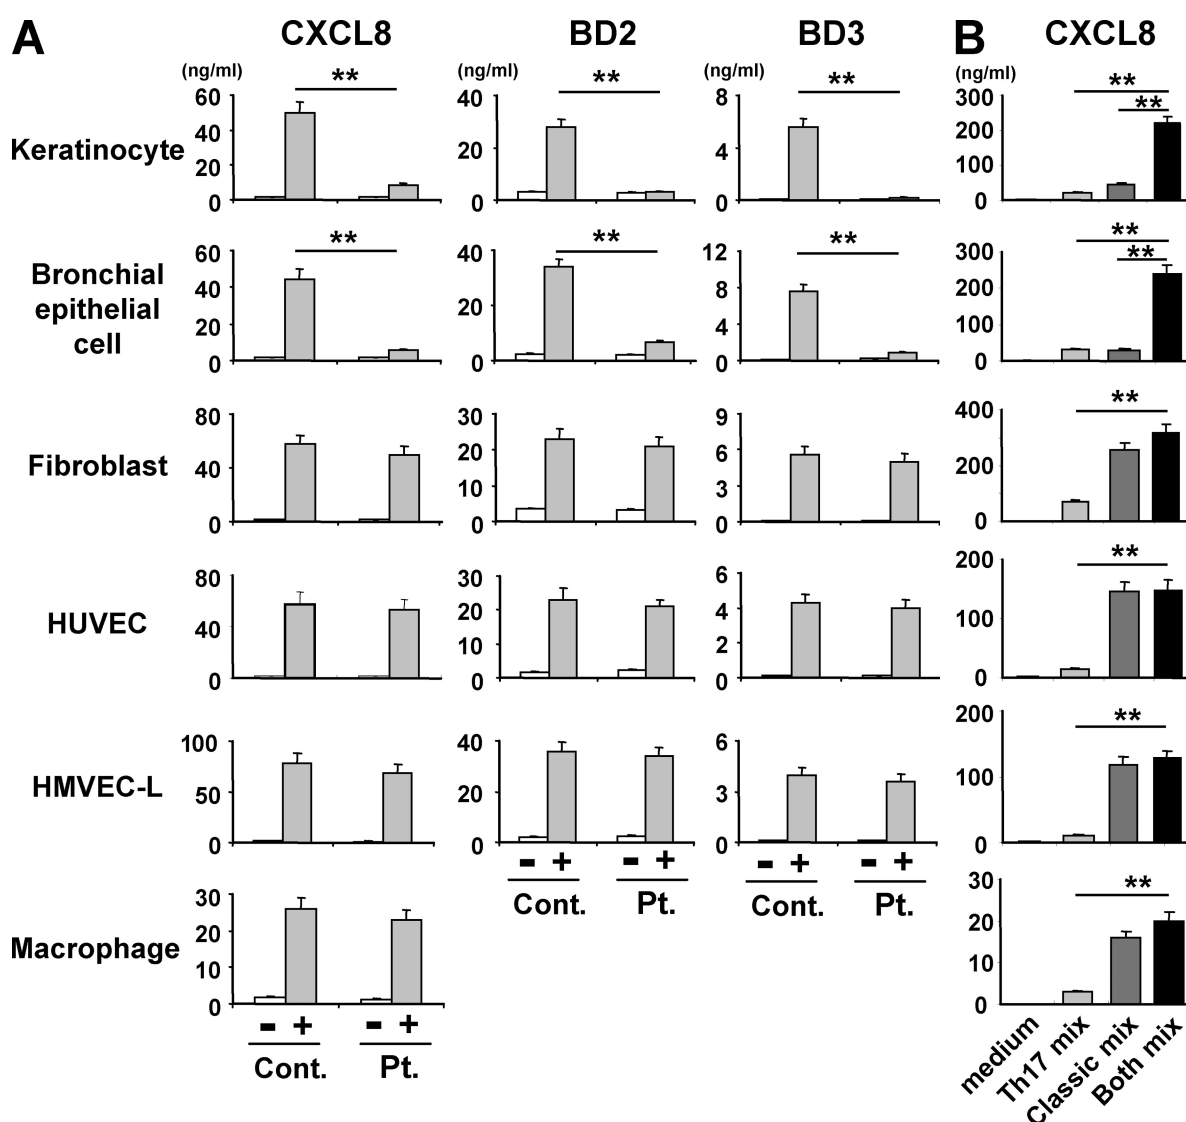 A CXCL8 BD2 BD3 B CXCL8
(ng/ml) (ng/ml) (ng/ml) (ng/ml)
** ** ** ** **
Keratinocyte
60 40 20 0
40 20 0
8 4 0
300 200 100 0
** ** ** ** **
Bronchial
epithelial
cell
60 40 20 0
40 20 0
12 8 4 0
300 200 100 0
**
Fibroblast
80 40 0
30 20 10 0
9 6 3 0
400 200 0
**
HUVEC
80 40 0
30 20 10 0
6 4 2 0
200 100 0
**
HMVEC-L
100 50 0
40 20 0
6 3 0
200 100 0
- + - + - + - +
Cont. Pt. Cont. Pt.
**
Macrophage
30 20 10 0
30 20 10 0
- + - +
Cont. Pt.
medium
Th17 mix
Classic mix
Both mix